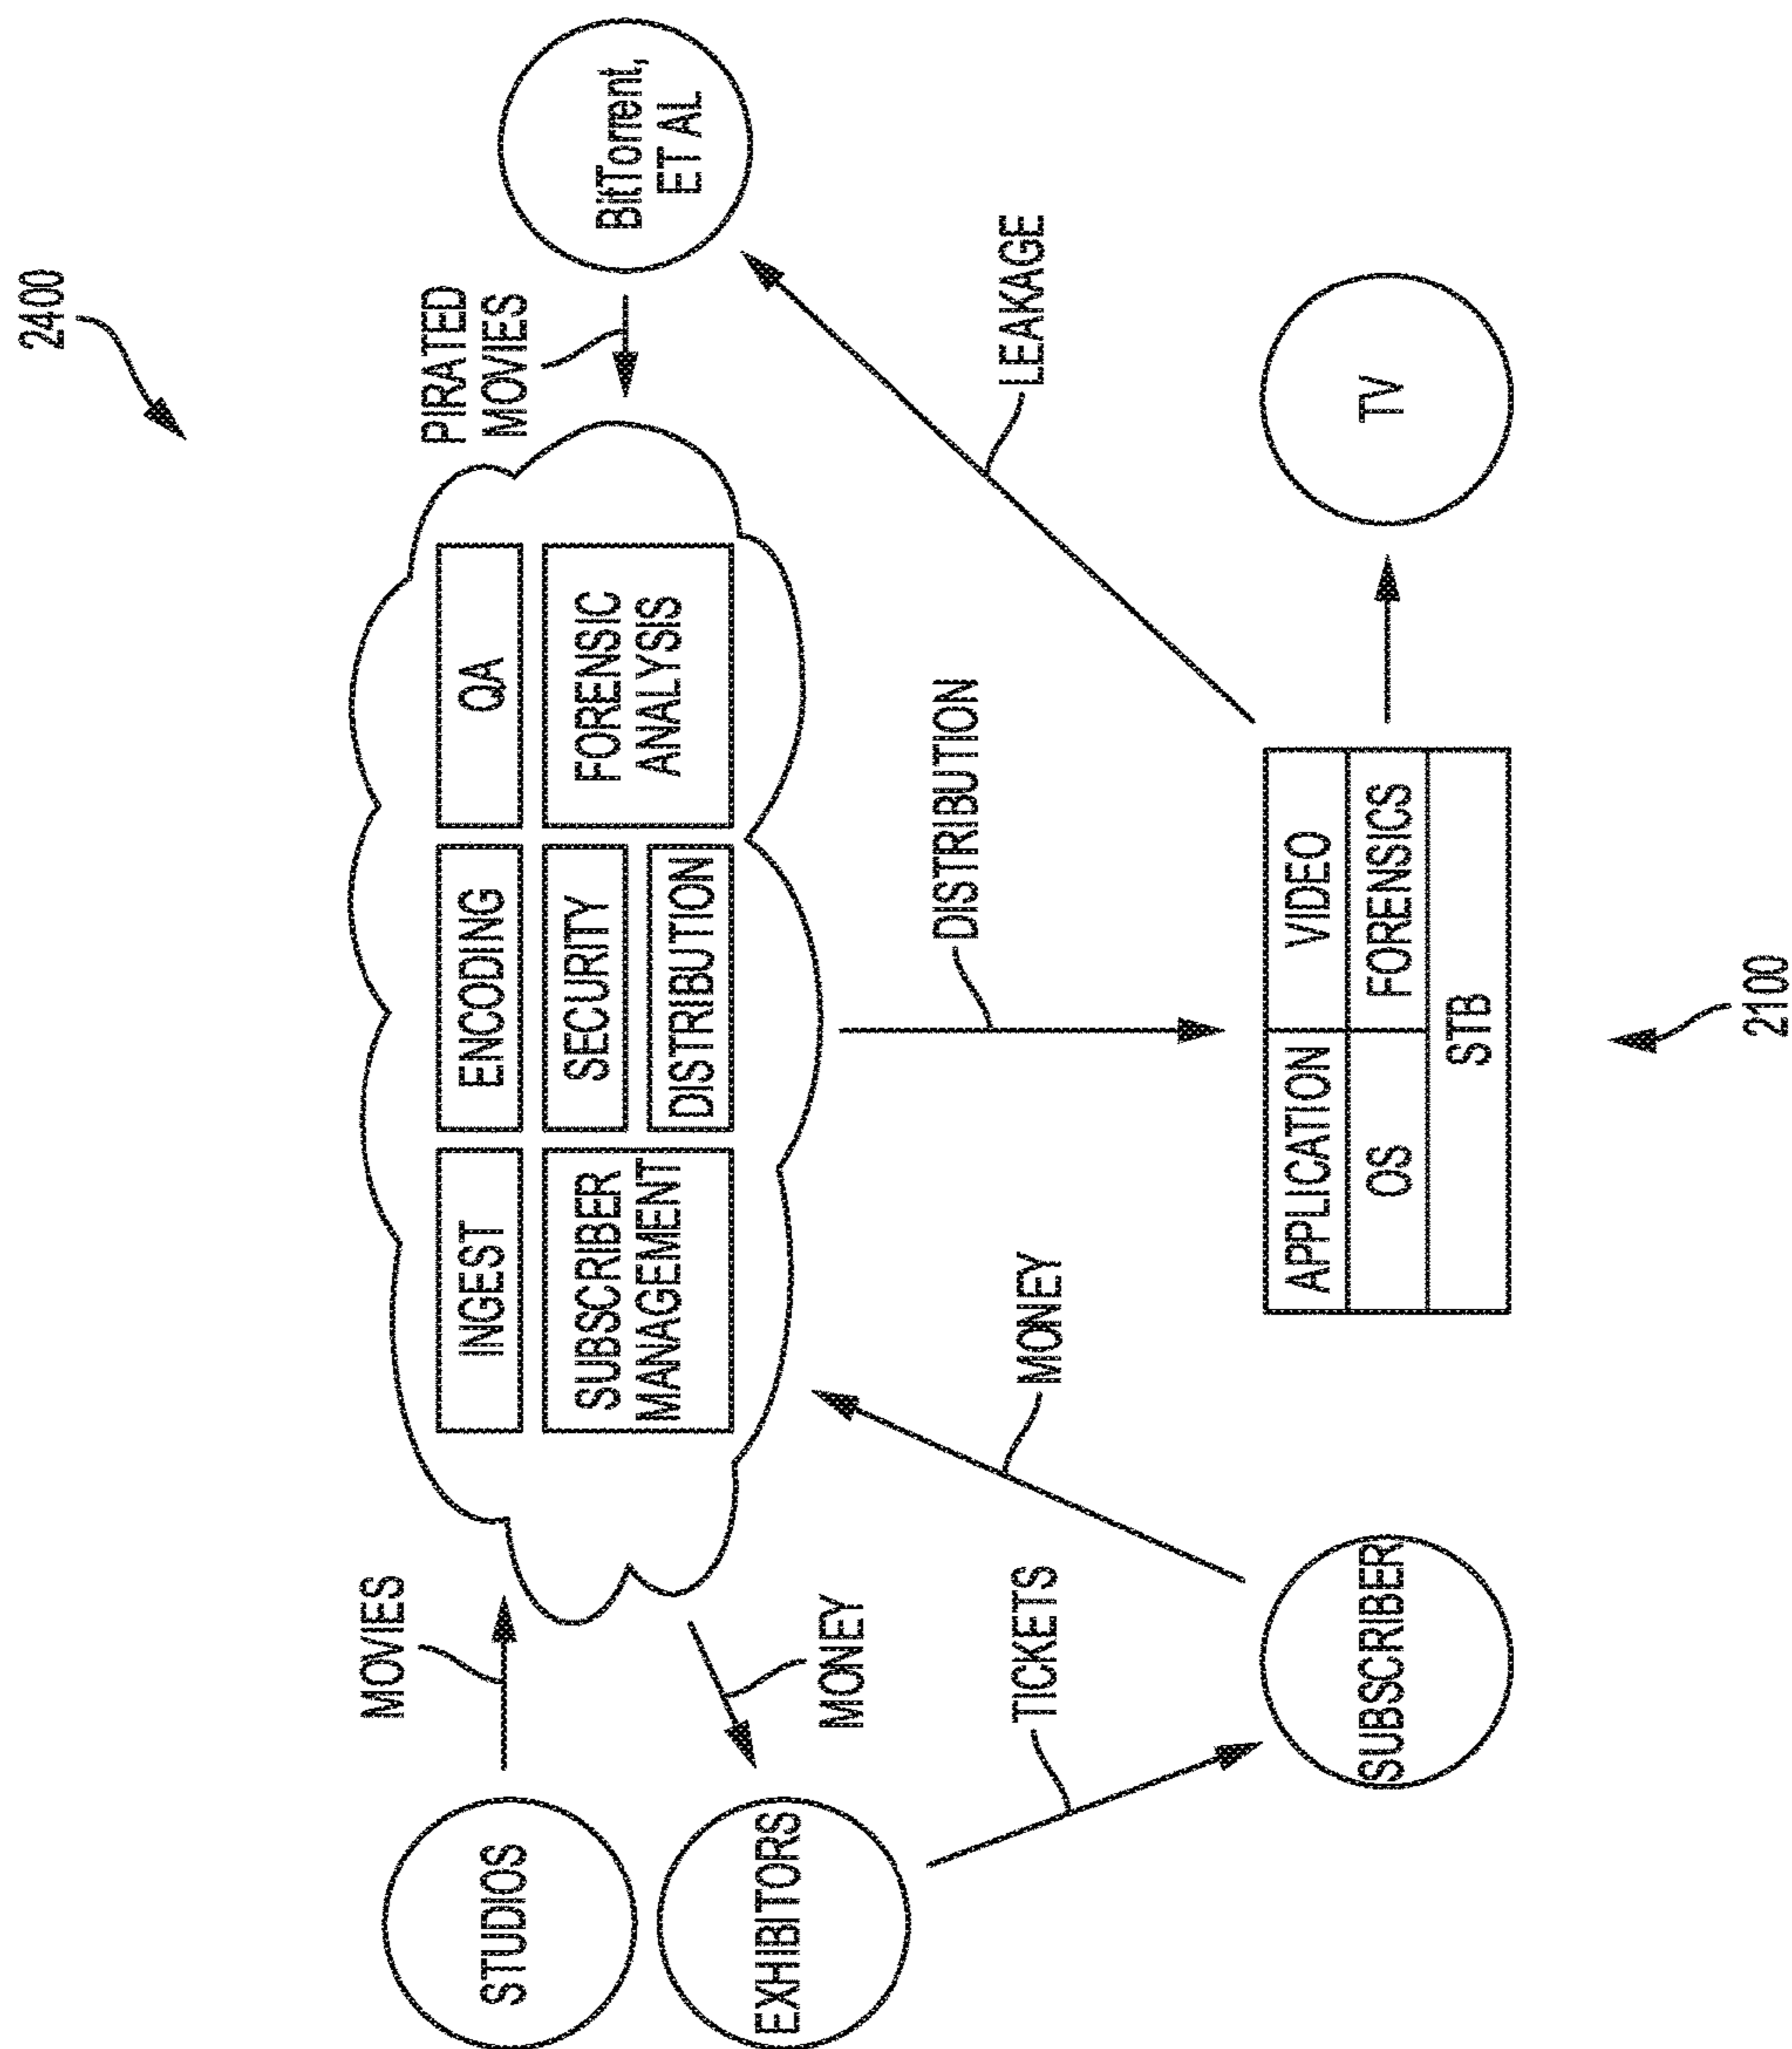 2400
STUDIOS
MOVIES
INGEST
ENCODING
QA
PIRATED
MOVIES
BitTorrent,
ET AL
SUBSCRIBER
MANAGEMENT
SECURITY
DISTRIBUTION
FORENSIC
ANALYSIS
EXHIBITORS
MONEY
TICKETS
MONEY
DISTRIBUTION
LEAKAGE
SUBSCRIBER
APPLICATION
VIDEO
OS
FORENSICS
STB
TV
2100